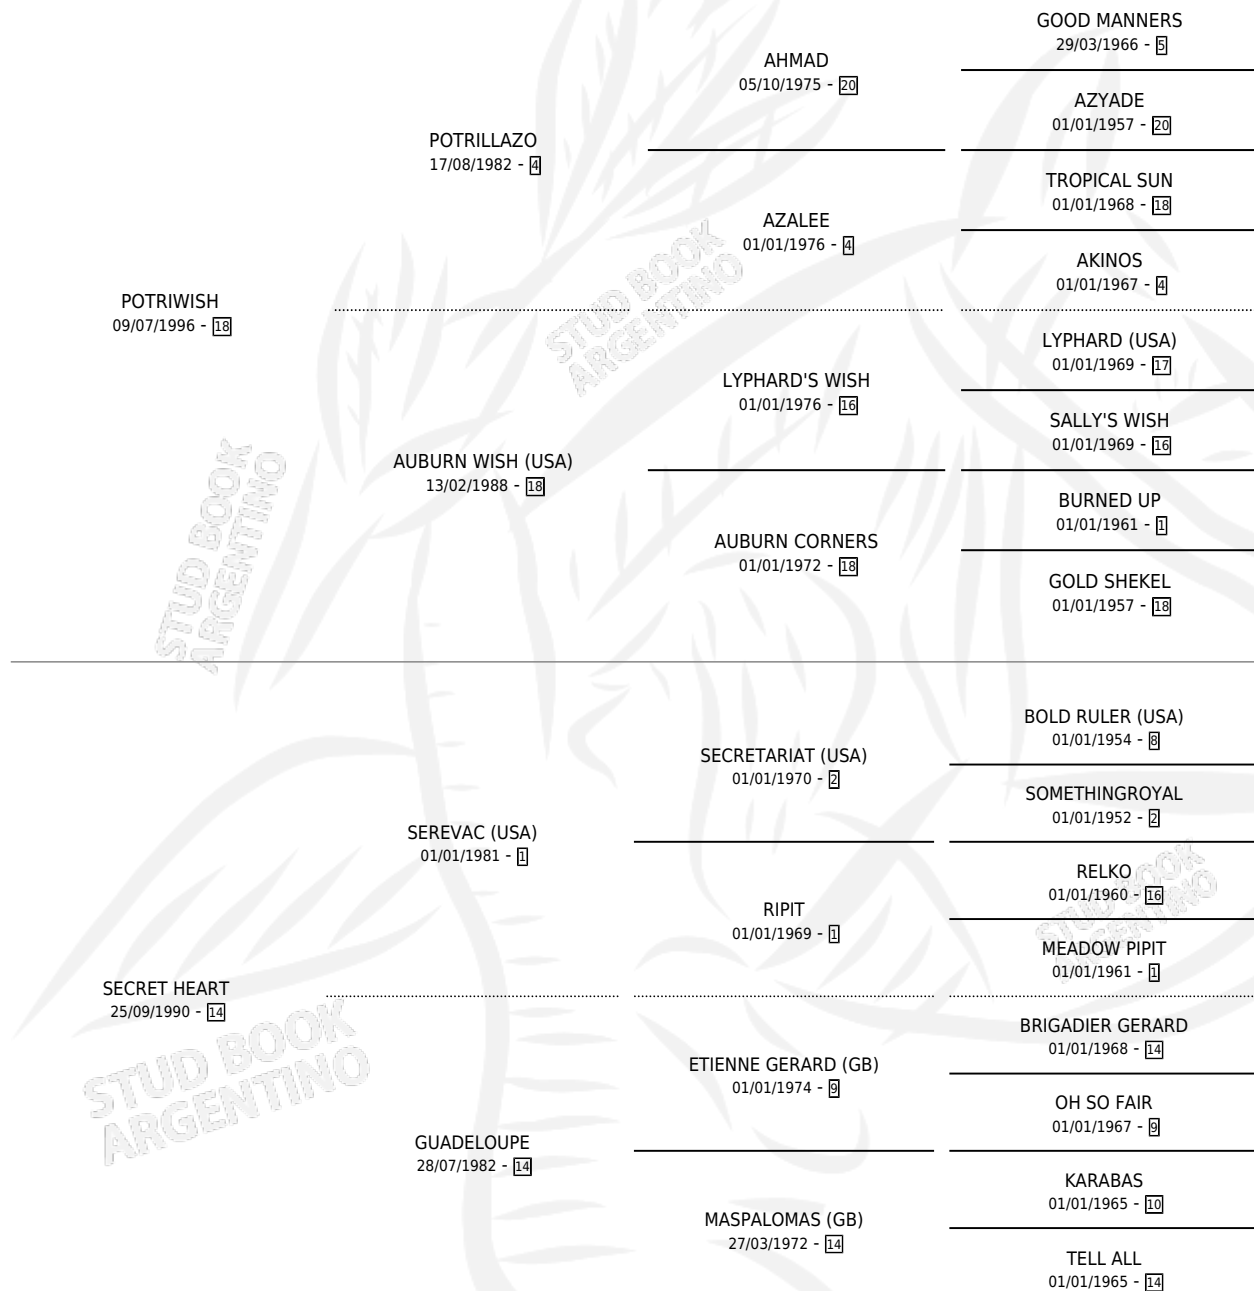 GOOD MANNERS
29/03/1966 - 5
AHMAD
05/10/1975 - 20
AZYADE
01/01/1957 - 20
POTRILLAZO
17/08/1982 - 4
TROPICAL SUN
01/01/1968 - 18
AZALEE
01/01/1976 - 4
AKINOS
01/01/1967 - 4
POTRIWISH
09/07/1996 - 18
LYPHARD (USA)
01/01/1969 - 17
LYPHARD'S WISH
01/01/1976 - 16
SALLY'S WISH
01/01/1969 - 16
AUBURN WISH (USA)
13/02/1988 - 18
BURNED UP
01/01/1961 - 1
AUBURN CORNERS
01/01/1972 - 18
GOLD SHEKEL
01/01/1957 - 18
BOLD RULER (USA)
01/01/1954 - 8
SECRETARIAT (USA)
01/01/1970 - 2
SOMETHINGROYAL
01/01/1952 - 2
SEREVAC (USA)
01/01/1981 - 1
RELKO
01/01/1960 - 16
RIPIT
01/01/1969 - 1
MEADOW PIPIT
01/01/1961 - 1
SECRET HEART
25/09/1990 - 14
BRIGADIER GERARD
01/01/1968 - 14
ETIENNE GERARD (GB)
01/01/1974 - 9
OH SO FAIR
01/01/1967 - 9
GUADELOUPE
28/07/1982 - 14
KARABAS
01/01/1965 - 10
MASPALOMAS (GB)
27/03/1972 - 14
TELL ALL
01/01/1965 - 14
STUD BOOK
ARGENTINO
STUD BOOK
ARGENTINO
STUD BOOK
ARGENTINO
STUD BOOK
ARGENTINO